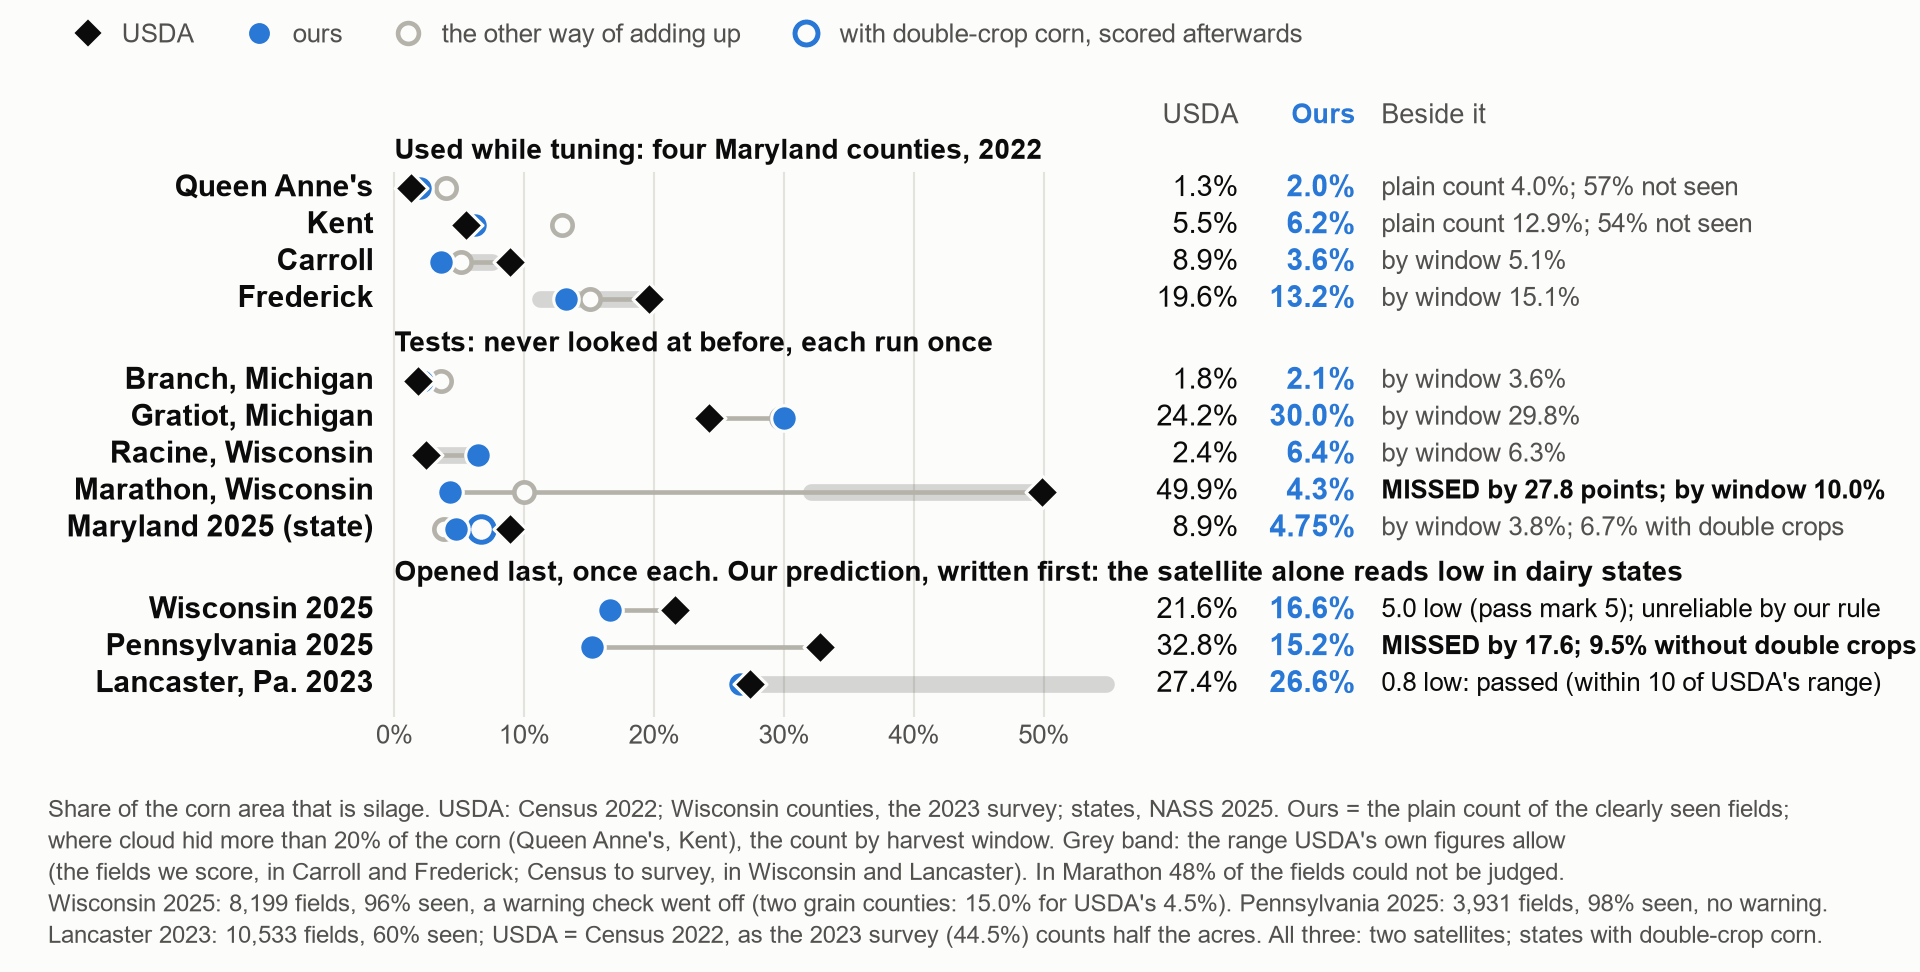 USDA ours the other way of adding up with double-crop corn, scored afterwards
USDA Ours Beside it
Used while tuning: four Maryland counties, 2022
Queen Anne's 1.3% 2.0% plain count 4.0%; 57% not seen
Kent 5.5% 6.2% plain count 12.9%; 54% not seen
Carroll 8.9% 3.6% by window 5.1%
Frederick 19.6% 13.2% by window 15.1%
Tests: never looked at before, each run once
Branch, Michigan 1.8% 2.1% by window 3.6%
Gratiot, Michigan 24.2% 30.0% by window 29.8%
Racine, Wisconsin 2.4% 6.4% by window 6.3%
Marathon, Wisconsin 49.9% 4.3% MISSED by 27.8 points; by window 10.0%
Maryland 2025 (state) 8.9% 4.75% by window 3.8%; 6.7% with double crops
Opened last, once each. Our prediction, written first: the satellite alone reads low in dairy states
Wisconsin 2025 21.6% 16.6% 5.0 low (pass mark 5); unreliable by our rule
Pennsylvania 2025 32.8% 15.2% MISSED by 17.6; 9.5% without double crops
Lancaster, Pa. 2023 27.4% 26.6% 0.8 low: passed (within 10 of USDA's range)
0% 10% 20% 30% 40% 50%
Share of the corn area that is silage. USDA: Census 2022; Wisconsin counties, the 2023 survey; states, NASS 2025. Ours = the plain count of the clearly seen fields;
where cloud hid more than 20% of the corn (Queen Anne's, Kent), the count by harvest window. Grey band: the range USDA's own figures allow
(the fields we score, in Carroll and Frederick; Census to survey, in Wisconsin and Lancaster). In Marathon 48% of the fields could not be judged.
Wisconsin 2025: 8,199 fields, 96% seen, a warning check went off (two grain counties: 15.0% for USDA's 4.5%). Pennsylvania 2025: 3,931 fields, 98% seen, no warning.
Lancaster 2023: 10,533 fields, 60% seen; USDA = Census 2022, as the 2023 survey (44.5%) counts half the acres. All three: two satellites; states with double-crop corn.